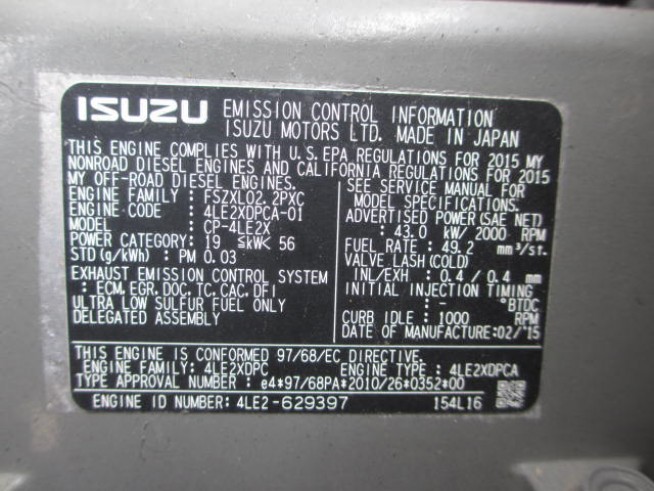 ISUZU EMISSION CONTROL INFORMATION
ISUZU MOTORS LTD. MADE IN JAPAN
THIS ENGINE COMPLIES WITH U.S. EPA REGULATIONS FOR 2015 MY
NONROAD DIESEL ENGINES AND CALIFORNIA REGULATIONS FOR 2015
MY OFF-ROAD DIESEL ENGINES.
ENGINE FAMILY : FSZXL02.2PXC
ENGINE CODE : 4LE2XDPCA-01
MODEL : CP-4LE2X
POWER CATEGORY : 19 ≦kW< 56
STD (g/kWh) : PM 0.03
EXHAUST EMISSION CONTROL SYSTEM
: ECM, EGR, DOC, TC, CAC, DFI
ULTRA LOW SULFUR FUEL ONLY
DELEGATED ASSEMBLY
SEE SERVICE MANUAL FOR
MODEL SPECIFICATIONS.
ADVERTISED POWER (SAE NET)
: 43.0 kW/ 2000 RPM
FUEL RATE : 49.2 mm³/st.
VALVE LASH (COLD)
INL/EXH : 0.4 / 0.4 mm
INITIAL INJECTION TIMING
: - °BTDC
CURB IDLE : 1000 RPM
DATE OF MANUFACTURE : 02/'15
THIS ENGINE IS CONFORMED 97/68/EC DIRECTIVE.
ENGINE FAMILY: 4LE2XDPC ENGINE TYPE: 4LE2XDPCA
TYPE APPROVAL NUMBER : e4*97/68PA*2010/26*0352*00
ENGINE ID NUMBER: 4LE2-629397 154L16